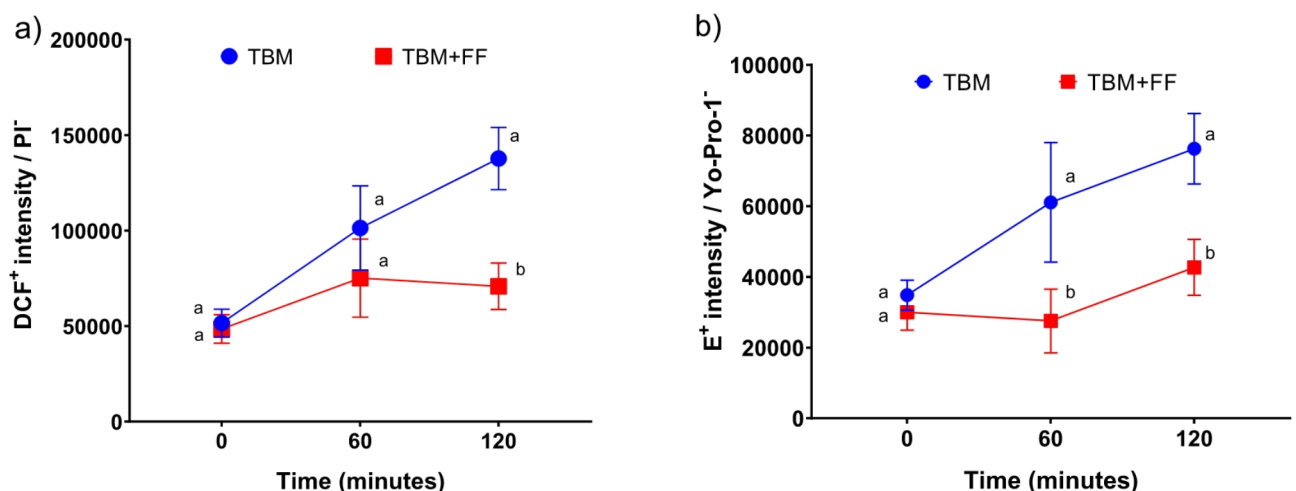 a)
TBM
TBM+FF
DCF⁺ intensity / PI⁻
200000
150000
100000
50000
0
a
a
a
a
a
b
0
60
120
Time (minutes)
b)
TBM
TBM+FF
E⁺ intensity / Yo-Pro-1⁻
100000
80000
60000
40000
20000
0
a
a
a
b
a
b
0
60
120
Time (minutes)